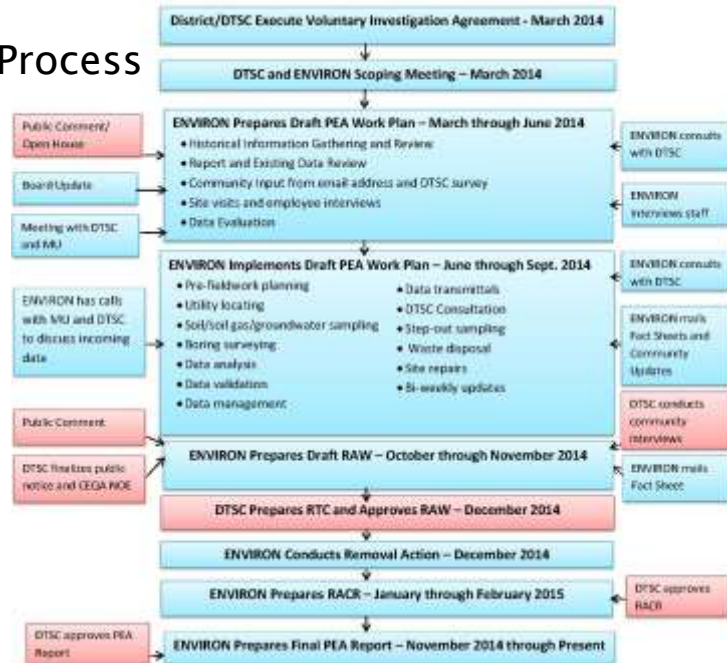 Process
District/DTSC Execute Voluntary Investigation Agreement - March 2014
DTSC and ENVIRON Scoping Meeting – March 2014
ENVIRON Prepares Draft PEA Work Plan – March through June 2014
• Historical Information Gathering and Review
• Report and Existing Data Review
• Community Input from email address and DTSC survey
• Site visits and employee interviews
• Data Evaluation
Public Comment/
Open House
Board Update
Meeting with DTSC
and MU
ENVIRON consults
with DTSC
ENVIRON
Interviews staff
ENVIRON Implements Draft PEA Work Plan – June through Sept. 2014
• Pre-fieldwork planning
• Utility locating
• Soil/soil gas/groundwater sampling
• Boring surveying
• Data analysis
• Data validation
• Data management
• Data transmittals
• DTSC Consultation
• Step-out sampling
• Waste disposal
• Site repairs
• Bi-weekly updates
ENVIRON has calls
with MU and DTSC
to discuss incoming
data
ENVIRON consults
with DTSC
ENVIRON mails
Fact Sheets and
Community
Updates
Public Comment
DTSC finalizes public
notice and CEQA NOE
ENVIRON Prepares Draft RAW – October through November 2014
DTSC conducts
community
interviews
ENVIRON mails
Fact Sheet
DTSC Prepares RTC and Approves RAW – December 2014
ENVIRON Conducts Removal Action – December 2014
ENVIRON Prepares RACR – January through February 2015
DTSC approves
RACR
DTSC approves PEA
Report
ENVIRON Prepares Final PEA Report – November 2014 through Present